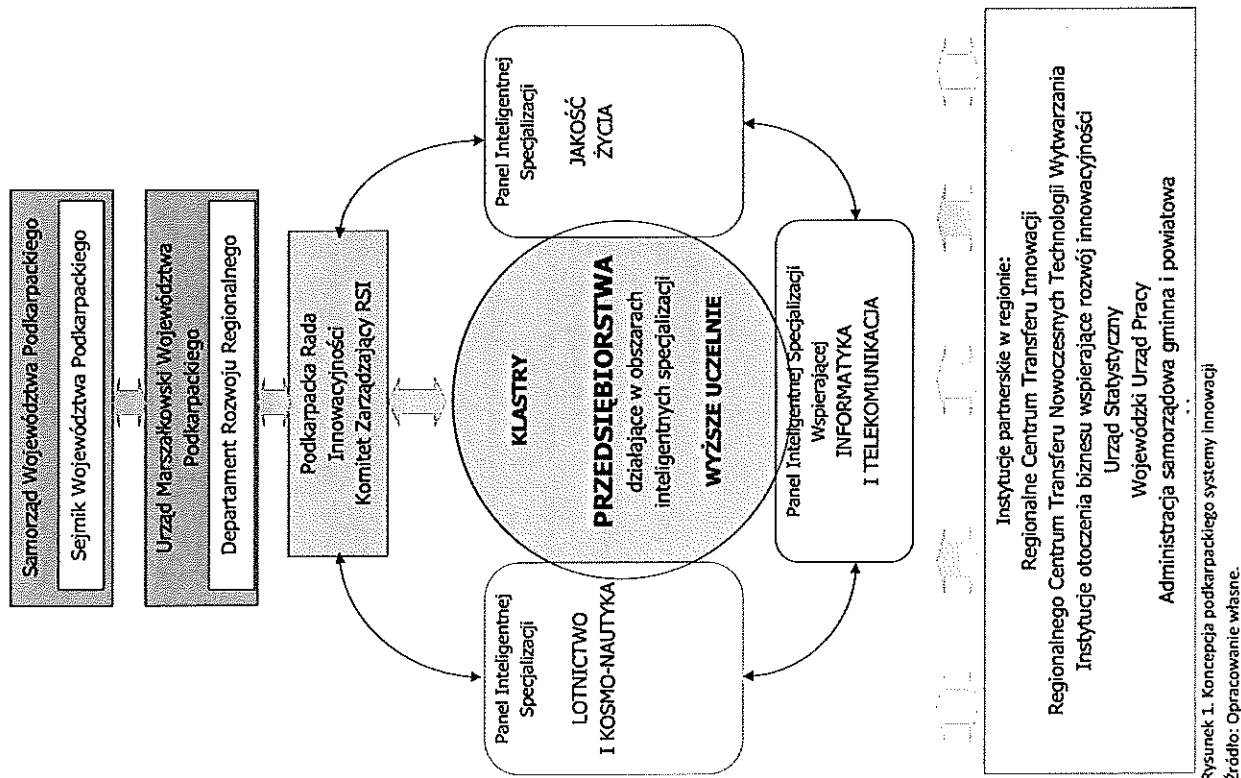 Samorząd Województwa Podkarpackiego
Sejmik Województwa Podkarpackiego
Urząd Marszałkowski Województwa
Podkarpackiego
Departament Rozwoju Regionalnego
Podkarpacka Rada
Innowacyjności
Komitet Zarządzający RSI
Panel Inteligentnej
Specjalizacji
LOTNICTWO
I KOSMO-NAUTYKA
KLASTRY
PRZEDSIĘBIORSTWA
działające w obszarach
inteligentnych specjalizacji
WYŻSZE UCZELNIE
Panel Inteligentnej
Specjalizacji
JAKOŚĆ
ŻYCIA
Panel Inteligentnej Specjalizacji
Wspierającej
INFORMATYKA
I TELEKOMUNIKACJA
Instytucje partnerskie w regionie:
Regionalne Centrum Transferu Innowacji
Regionalnego Centrum Transferu Nowoczesnych Technologii Wytwarzania
Instytucje otoczenia biznesu wspierające rozwój innowacyjności
Urząd Statystyczny
Wojewódzki Urząd Pracy
Administracja samorządowa gminna i powiatowa
Rysunek 1. Koncepcja podkarpackiego systemy innowacji
Źródło: Opracowanie własne.